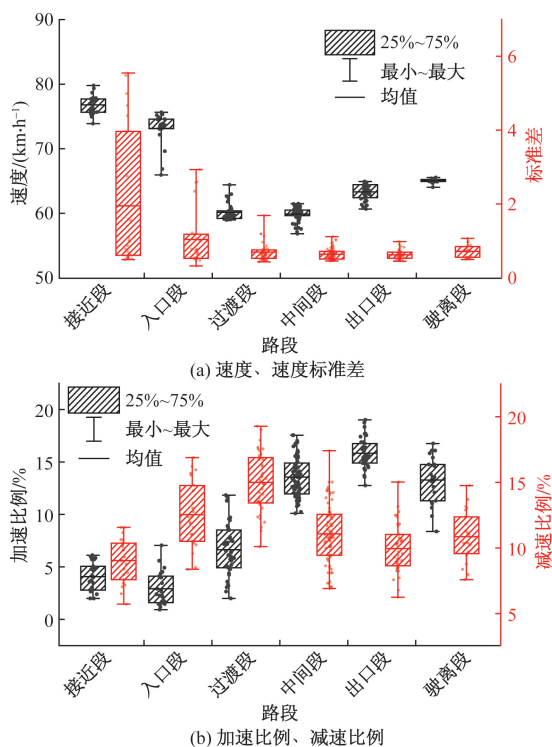 25%~75%
最小~最大
均值
速度/(km·h⁻¹)
90
80
70
60
50
标准差
6
4
2
0
接近段
入口段
过渡段
中间段
出口段
驶离段
路段
(a) 速度、速度标准差
25%~75%
最小~最大
均值
加速比例/%
20
15
10
5
0
减速比例/%
20
15
10
5
接近段
入口段
过渡段
中间段
出口段
驶离段
路段
(b) 加速比例、减速比例